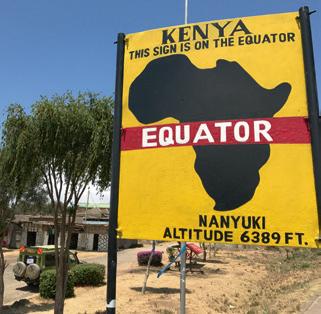 KENYA
THIS SIGN IS ON THE EQUATOR
EQUATOR
NANYUKI
ALTITUDE 6389 FT.